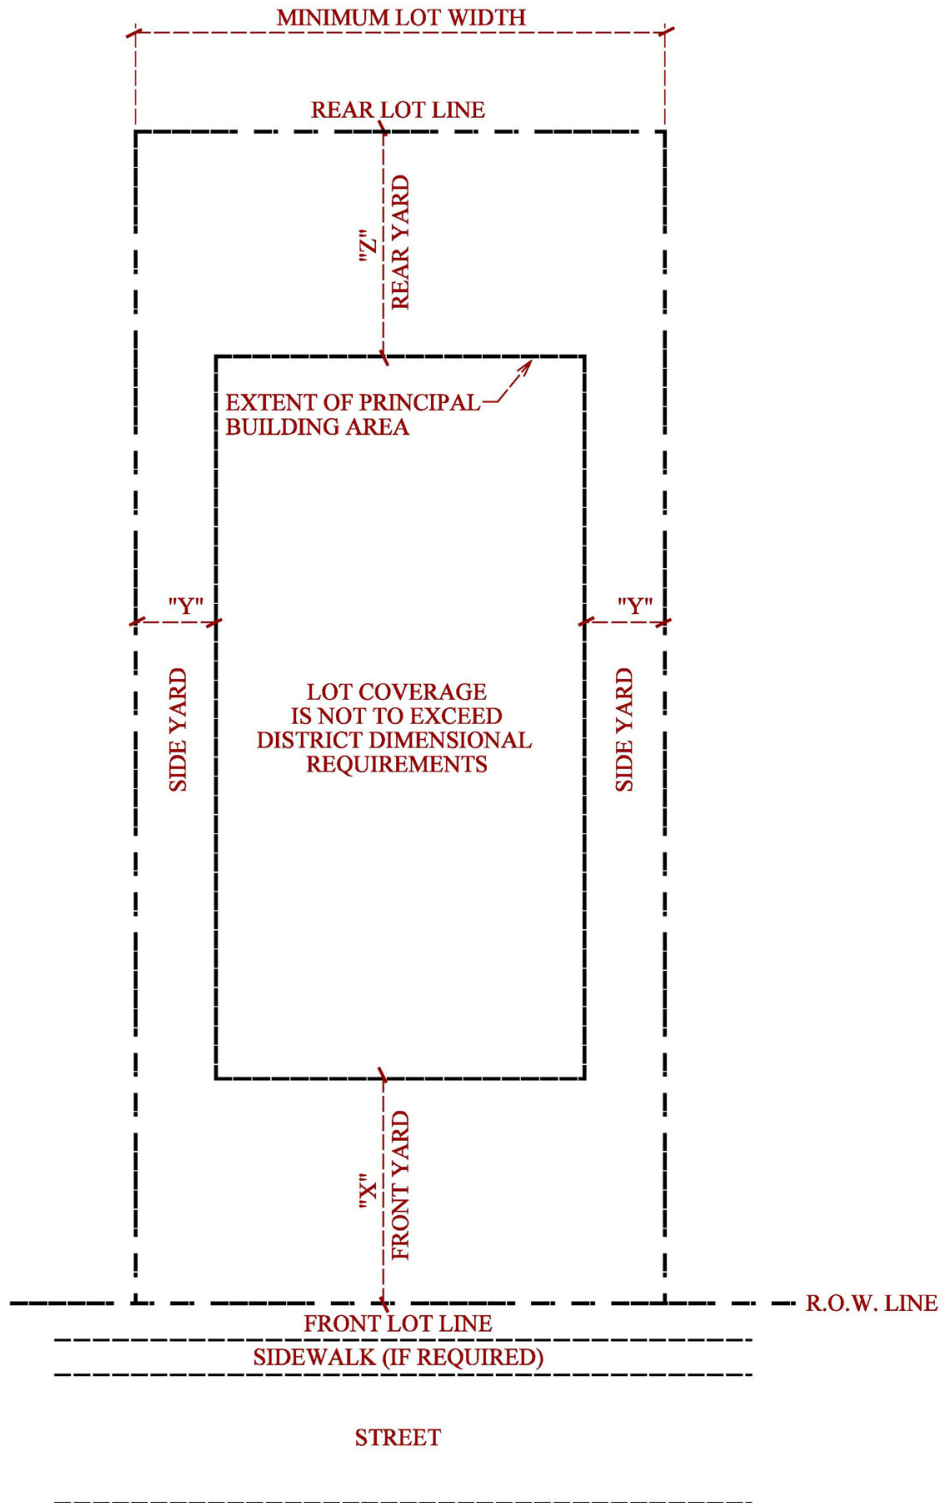 MINIMUM LOT WIDTH
REAR LOT LINE
"Z"
REAR YARD
EXTENT OF PRINCIPAL
BUILDING AREA
"Y"
"Y"
SIDE YARD
LOT COVERAGE
IS NOT TO EXCEED
DISTRICT DIMENSIONAL
REQUIREMENTS
SIDE YARD
"X"
FRONT YARD
R.O.W. LINE
FRONT LOT LINE
SIDEWALK (IF REQUIRED)
STREET